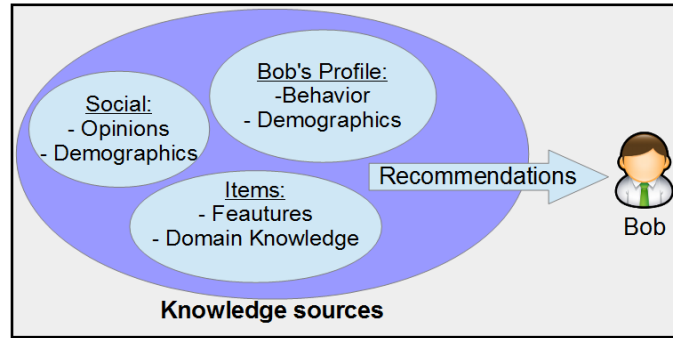 Social:
- Opinions
- Demographics
Bob's Profile:
-Behavior
- Demographics
Items:
- Feautures
- Domain Knowledge
Recommendations
Bob
Knowledge sources